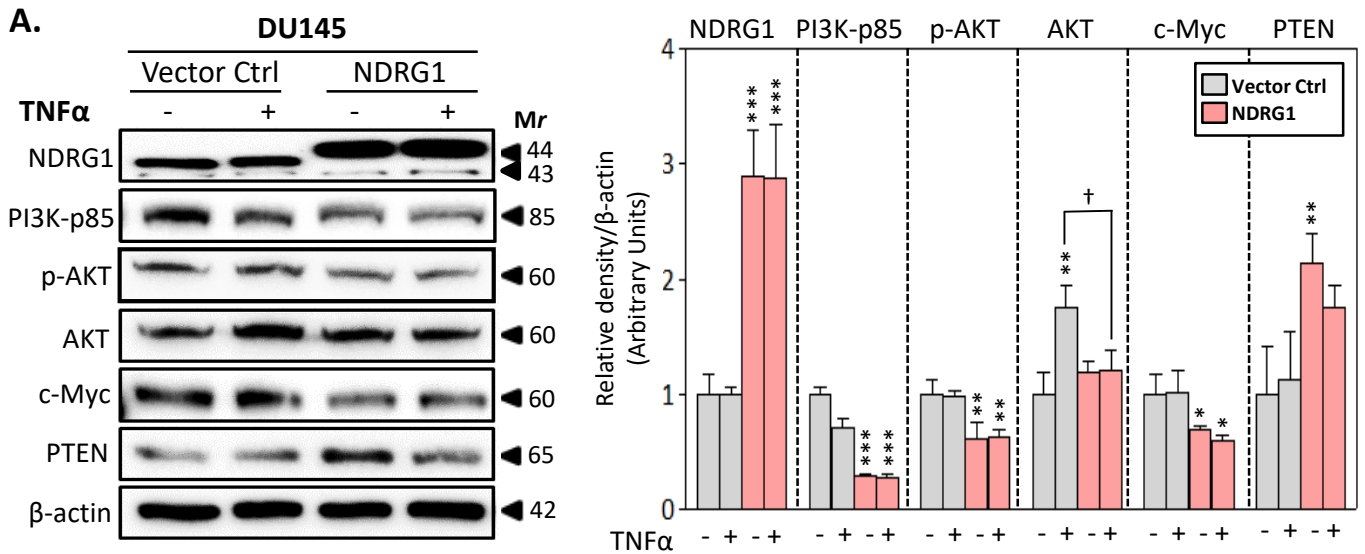 A.
DU145
Vector Ctrl NDRG1
TNFα - + - + Mr
NDRG1 44
43
PI3K-p85 85
p-AKT 60
AKT 60
c-Myc 60
PTEN 65
β-actin 42
NDRG1 PI3K-p85 p-AKT AKT c-Myc PTEN
Vector Ctrl
NDRG1
Relative density/β-actin
(Arbitrary Units)
4
3
2
1
0
*** ***
*** ***
** **
** †
* *
**
TNFα - + - + - + - + - + - + - + - + - + - + - + - +